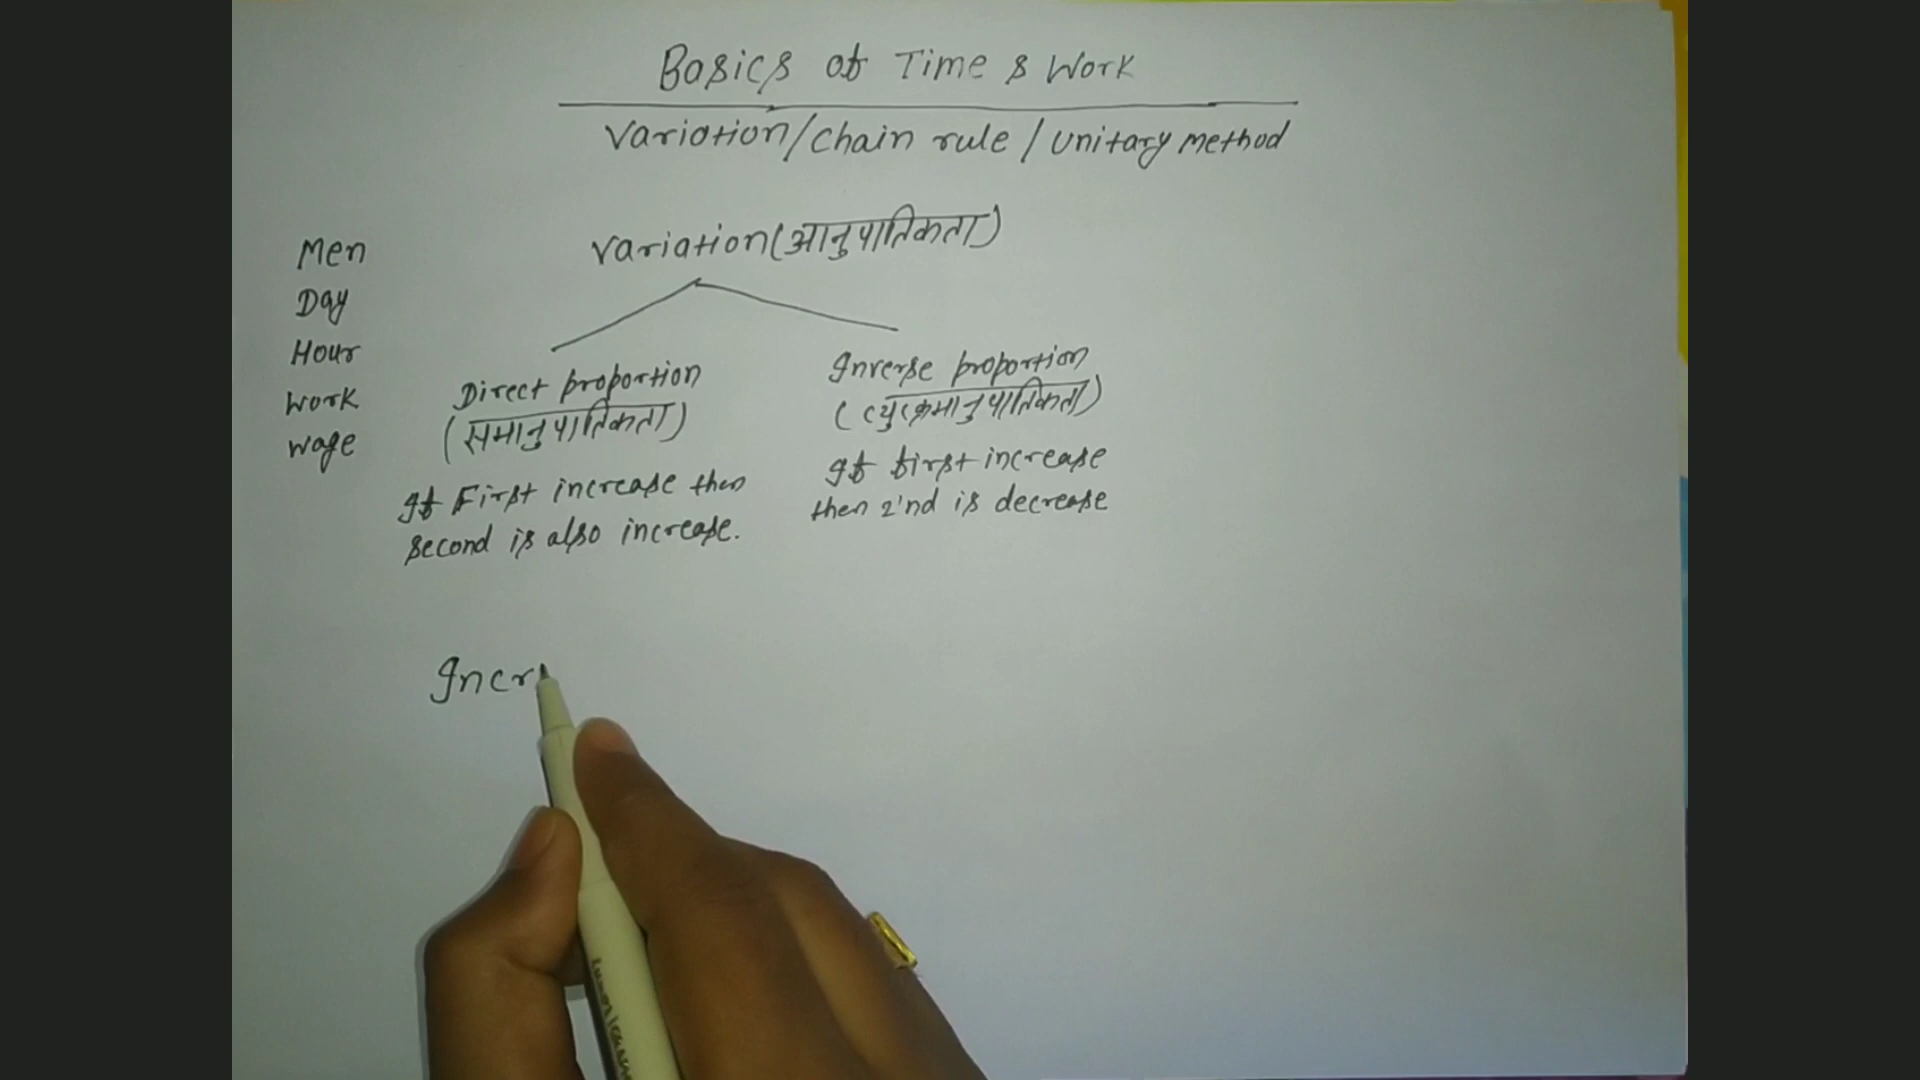 Basics of Time & Work
Variation/Chain rule/Unitary Method
Men
Day
Hour
Work
Wage
Variation(आनुपातिकता)
Direct proportion
(समानुपातिकता)
If First increase then
second is also increase.
Inverse proportion
(व्युत्क्रमानुपातिकता)
If first increase
then 2'nd is decrease
Incr